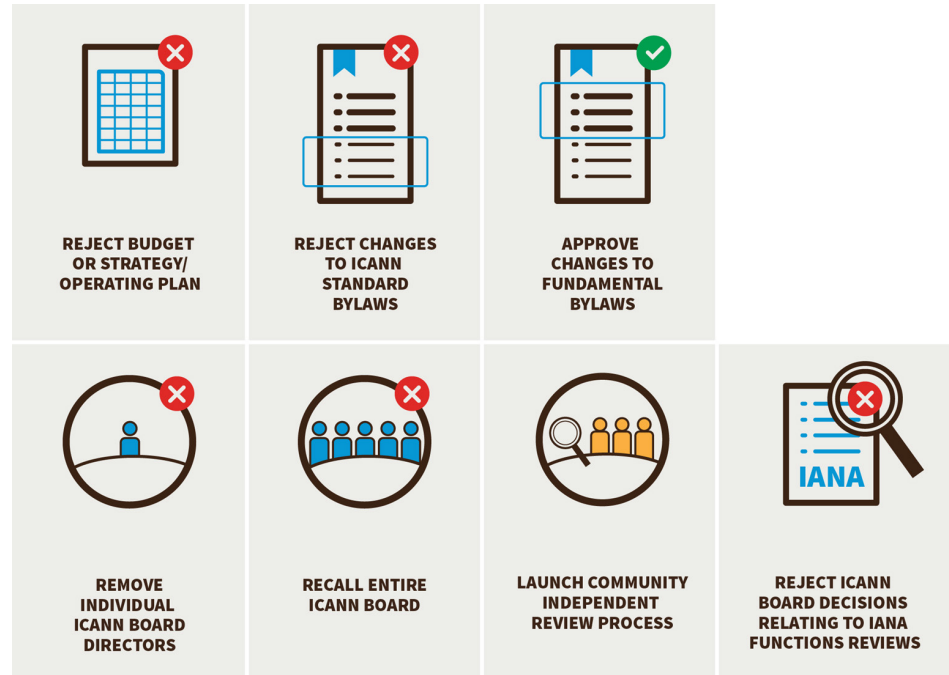 REJECT BUDGET
OR STRATEGY/
OPERATING PLAN
REJECT CHANGES
TO ICANN
STANDARD
BYLAWS
APPROVE
CHANGES TO
FUNDAMENTAL
BYLAWS
REMOVE
INDIVIDUAL
ICANN BOARD
DIRECTORS
RECALL ENTIRE
ICANN BOARD
LAUNCH COMMUNITY
INDEPENDENT
REVIEW PROCESS
IANA
REJECT ICANN
BOARD DECISIONS
RELATING TO IANA
FUNCTIONS REVIEWS